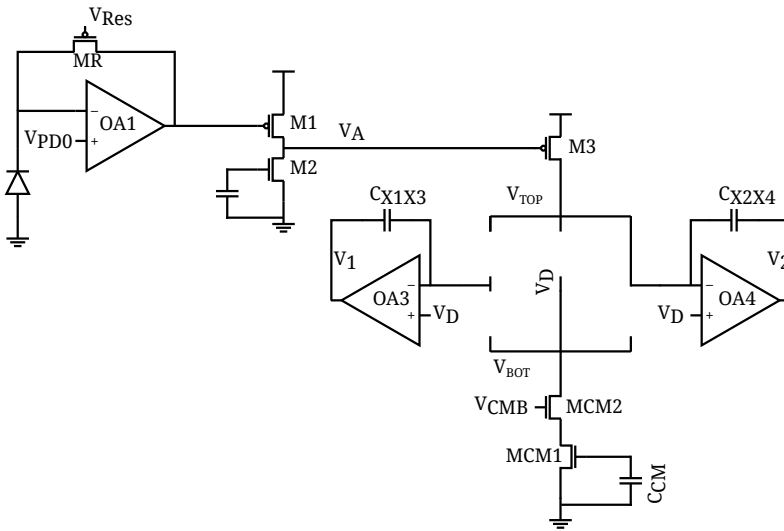 VRes
MR
OA1
−
+
VPD0
M1
VA
M2
M3
CX1X3
VTOP
CX2X4
V1
OA3
−
+
VD
VD
OA4
−
+
VD
V2
VBOT
VCMB
MCM2
MCM1
CCM